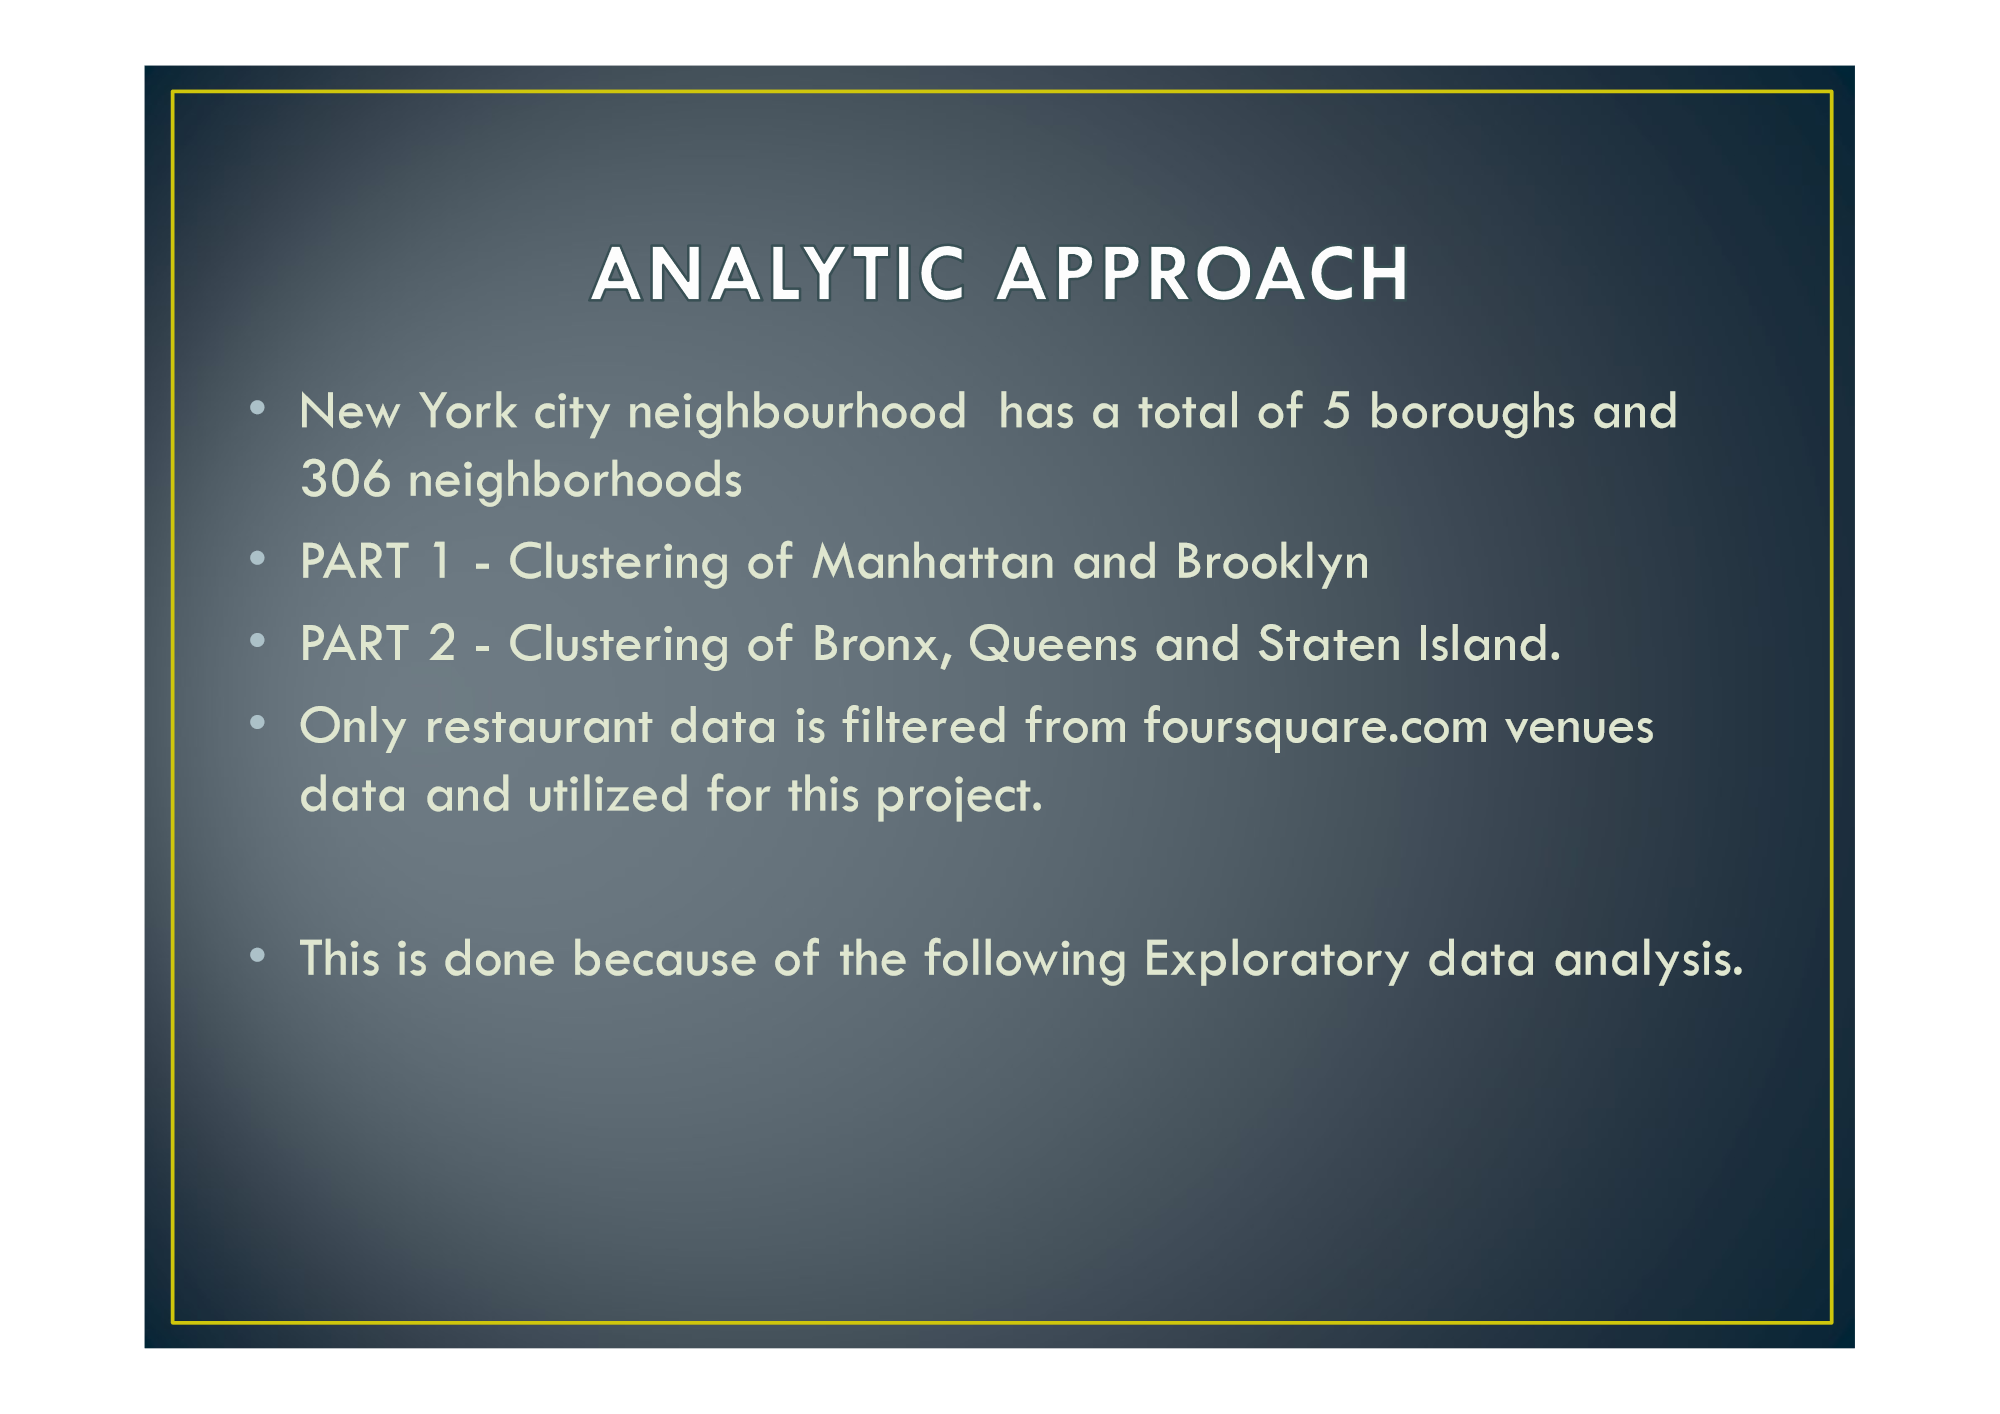 ANALYTIC APPROACH
• New York city neighbourhood  has a total of 5 boroughs and
306 neighborhoods
• PART 1 - Clustering of Manhattan and Brooklyn
• PART 2 - Clustering of Bronx, Queens and Staten Island.
• Only restaurant data is filtered from foursquare.com venues
data and utilized for this project.
• This is done because of the following Exploratory data analysis.